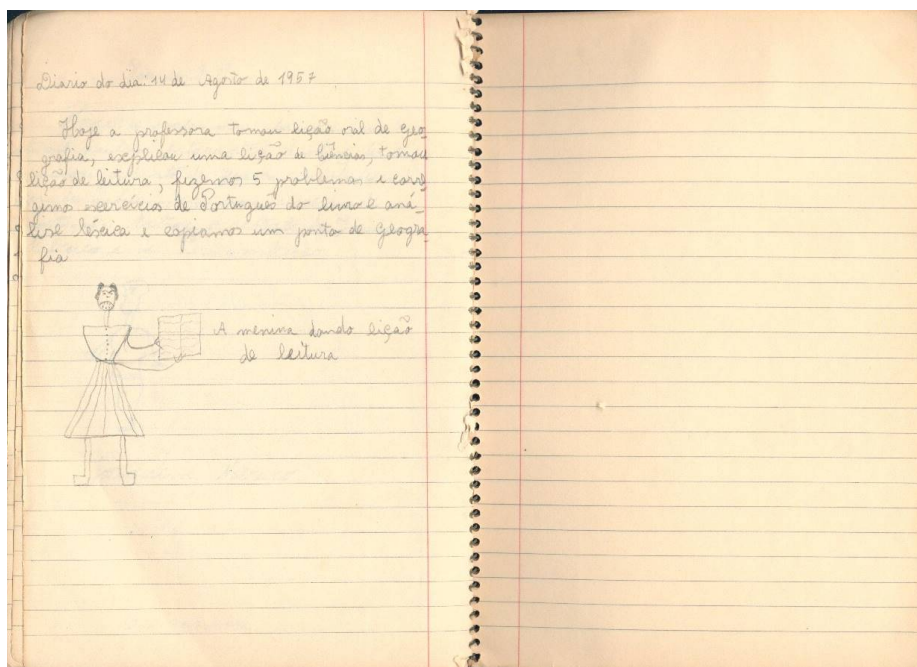 Diario do dia: 14 de Agosto de 1957
Hoje a professora tomou lição oral de geo-
grafia, explicou uma lição de ciências, tomou
lição de leitura, fizemos 5 problemas e corri-
gimos exercícios de Português do livro e aná-
lise léxica e copiamos um ponto de geogra
fia
A menina dando lição
de leitura